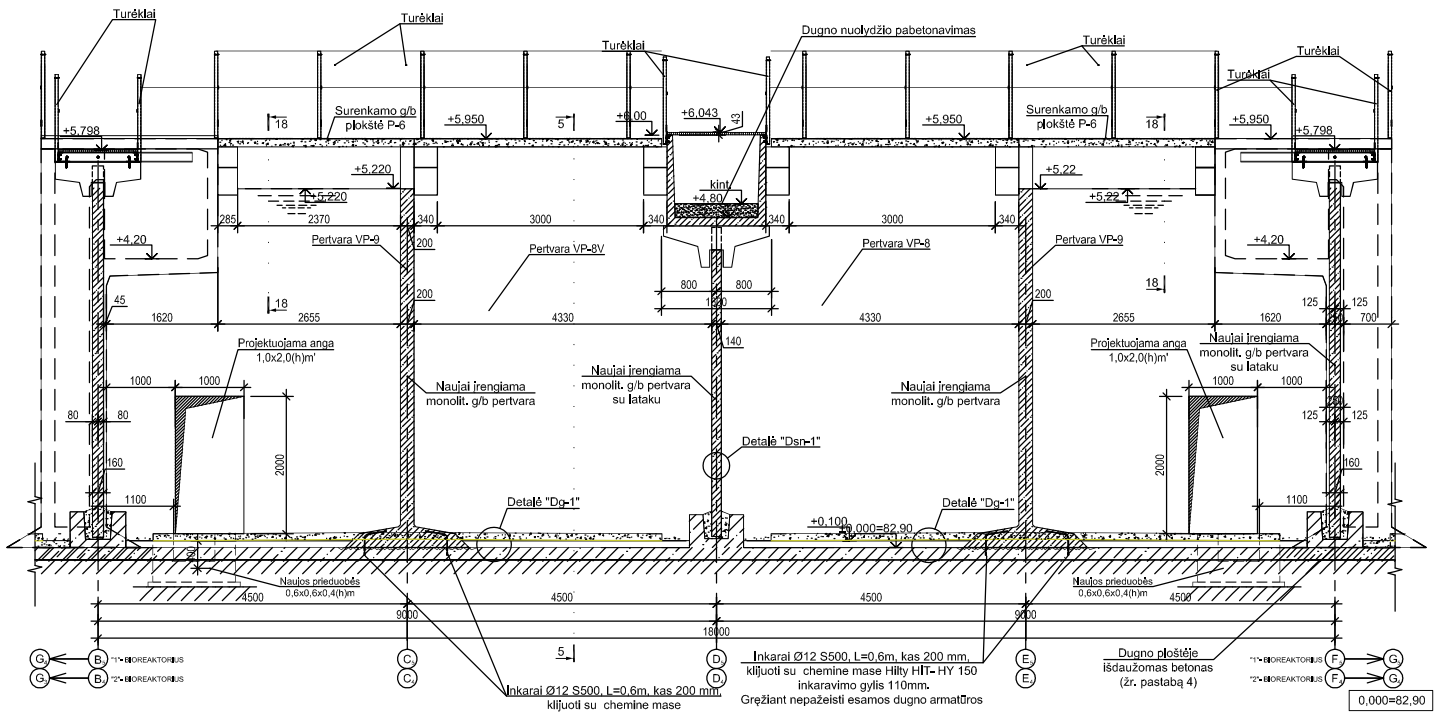 Turėklai
Turėklai
Dugno nuolydžio pabetonavimas
Turėklai
Turėklai
Turėklai
Turėklai
+5,798
18
Surenkamo g/b
plokštė P-6
+5,950
5
+6,00
+6,043
43
+5,950
Surenkamo g/b
plokštė P-6
18
+5,950
+5,798
+5,220
+5,220
kint.
+4,80
+5,22
+5,22
285
2370
340
3000
340
340
3000
340
+4,20
Pertvara VP-9
200
Pertvara VP-8V
Pertvara VP-8
Pertvara VP-9
+4,20
18
800
800
18
45
200
200
125
125
1620
2655
4330
4330
2655
1620
700
140
Projektuojama anga
1,0x2,0(h)m'
Projektuojama anga
1,0x2,0(h)m'
Naujai įrengiama
monolit. g/b pertvara
su lataku
1000
1000
Naujai įrengiama
monolit. g/b pertvara
Naujai įrengiama
monolit. g/b pertvara
su lataku
Naujai įrengiama
monolit. g/b pertvara
1000
1000
80
80
125
125
2000
Detalė "Dsn-1"
2000
160
160
1100
Detalė "Dg-1"
Detalė "Dg-1"
1100
+0,100
0,000=82,90
Naujos prieduobės
0,6x0,6x0,4(h)m
Naujos prieduobės
0,6x0,6x0,4(h)m
4500
4500
4500
4500
9000
9000
18000
5
"1"- BIOREAKTORIUS
"2"- BIOREAKTORIUS
Inkarai Ø12 S500, L=0,6m, kas 200 mm,
klijuoti su chemine mase
Inkarai Ø12 S500, L=0,6m, kas 200 mm,
klijuoti su chemine mase Hilty HIT- HY 150
inkaravimo gylis 110mm.
Gręžiant nepažeisti esamos dugno armatūros
Dugno ploštėje
išdaužomas betonas
(žr. pastabą 4)
"1"- BIOREAKTORIUS
"2"- BIOREAKTORIUS
0,000=82,90